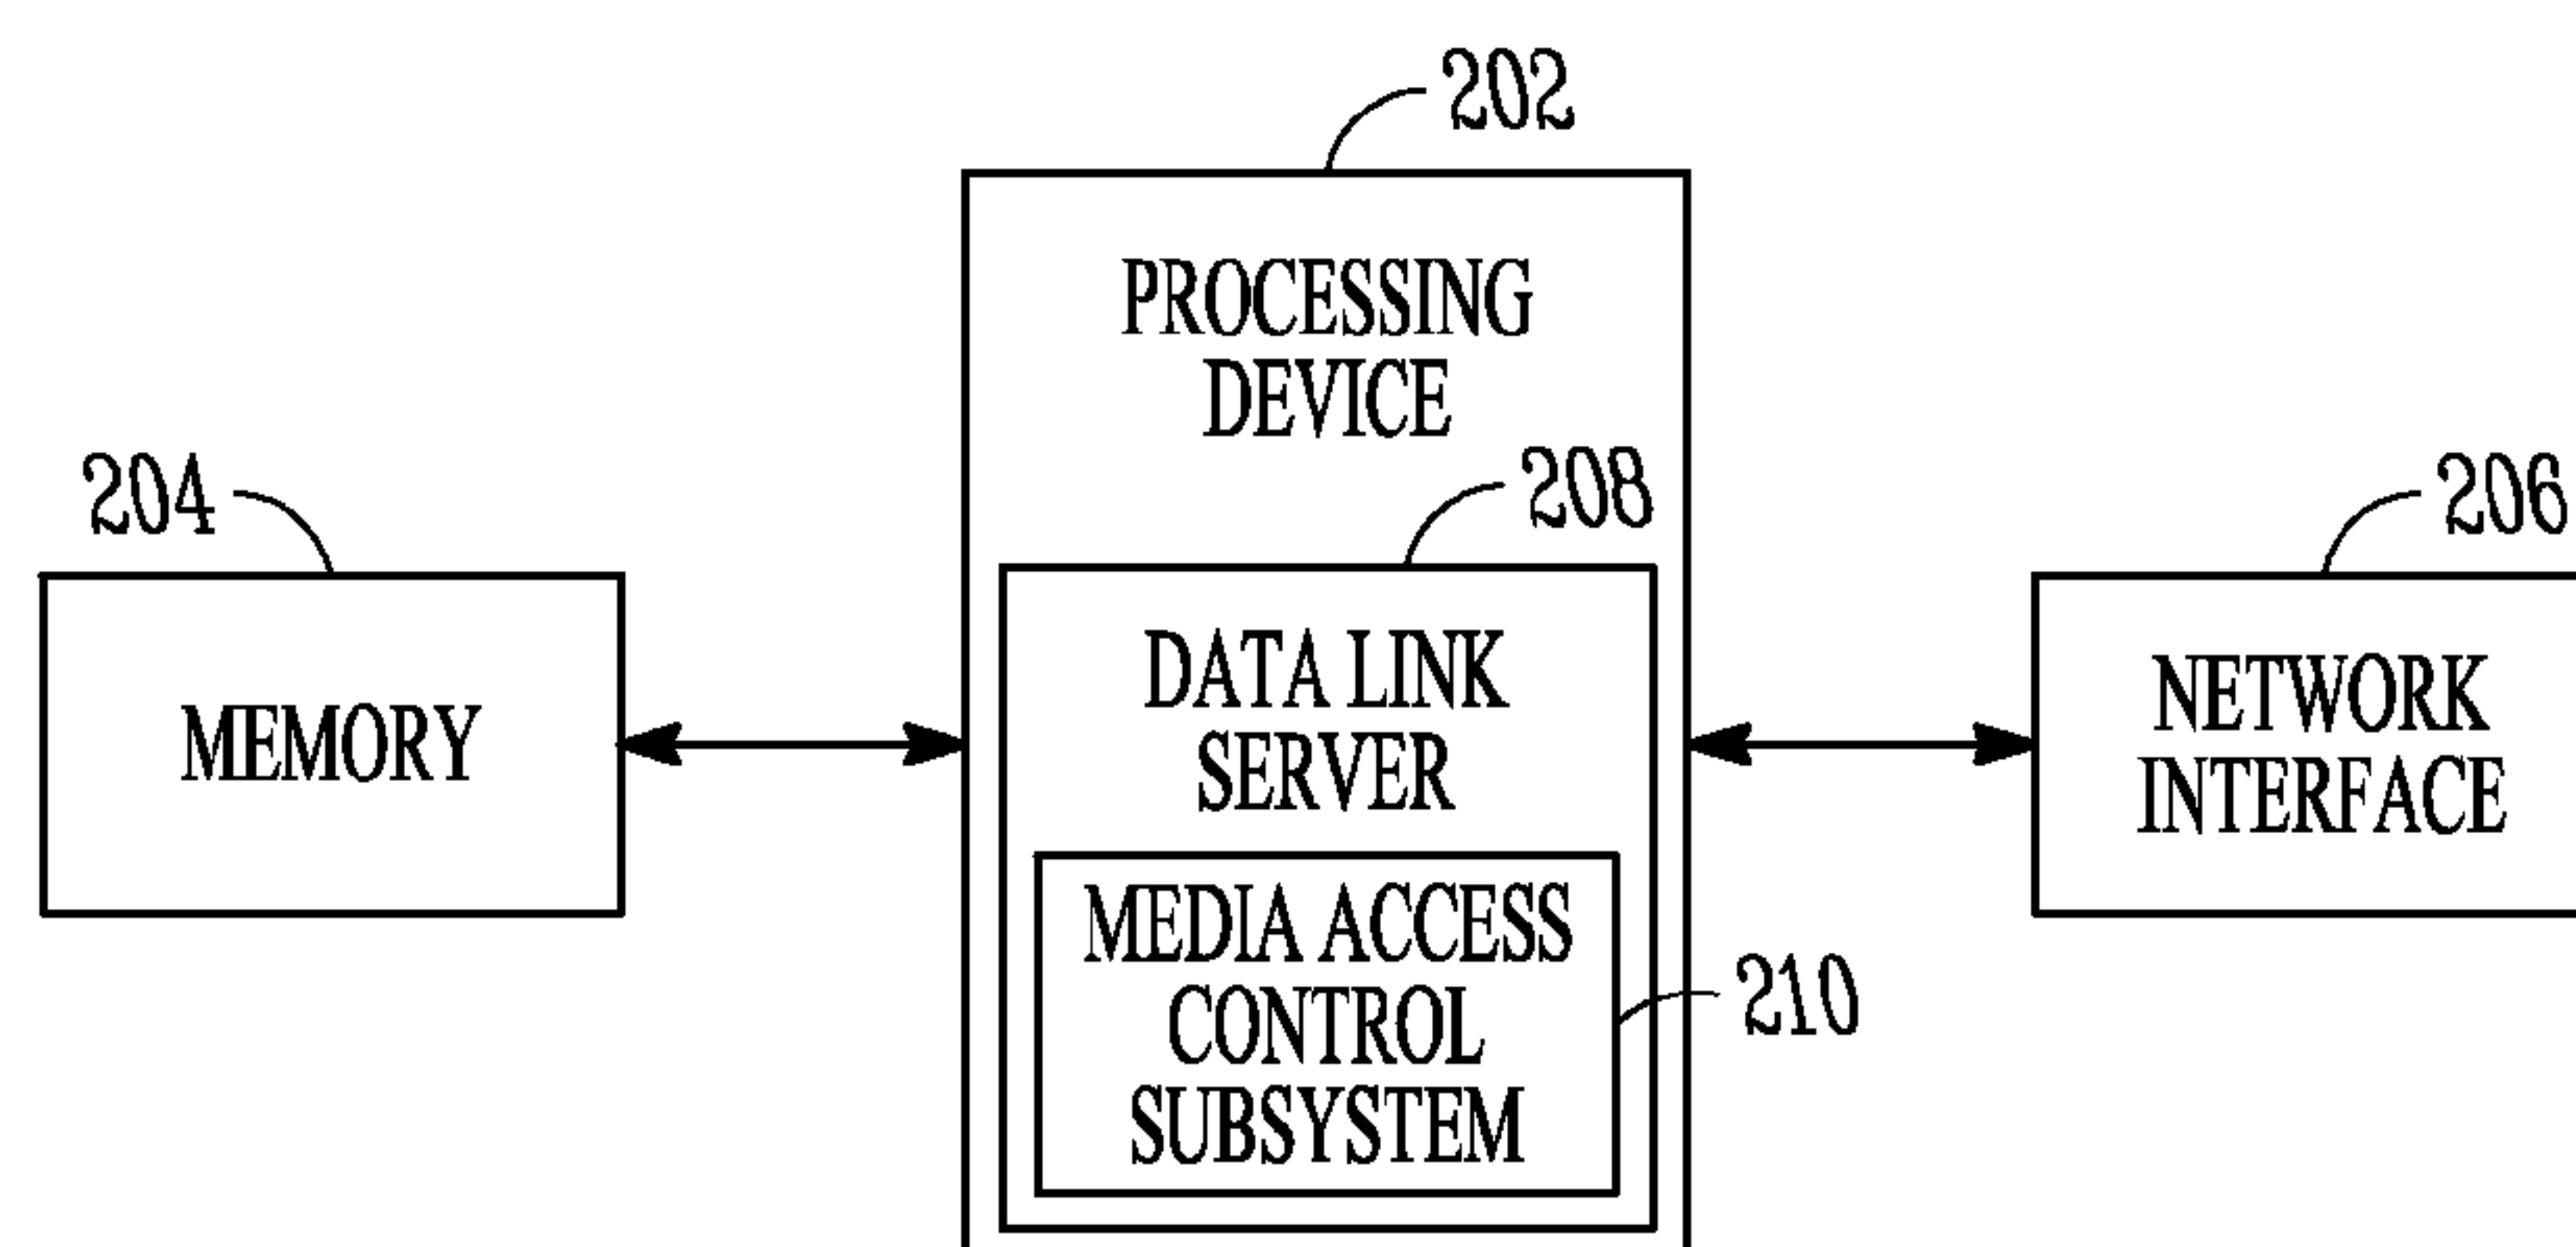 202
PROCESSING
DEVICE
204
208
206
MEMORY
DATA LINK
SERVER
NETWORK
INTERFACE
MEDIA ACCESS
CONTROL
SUBSYSTEM
210